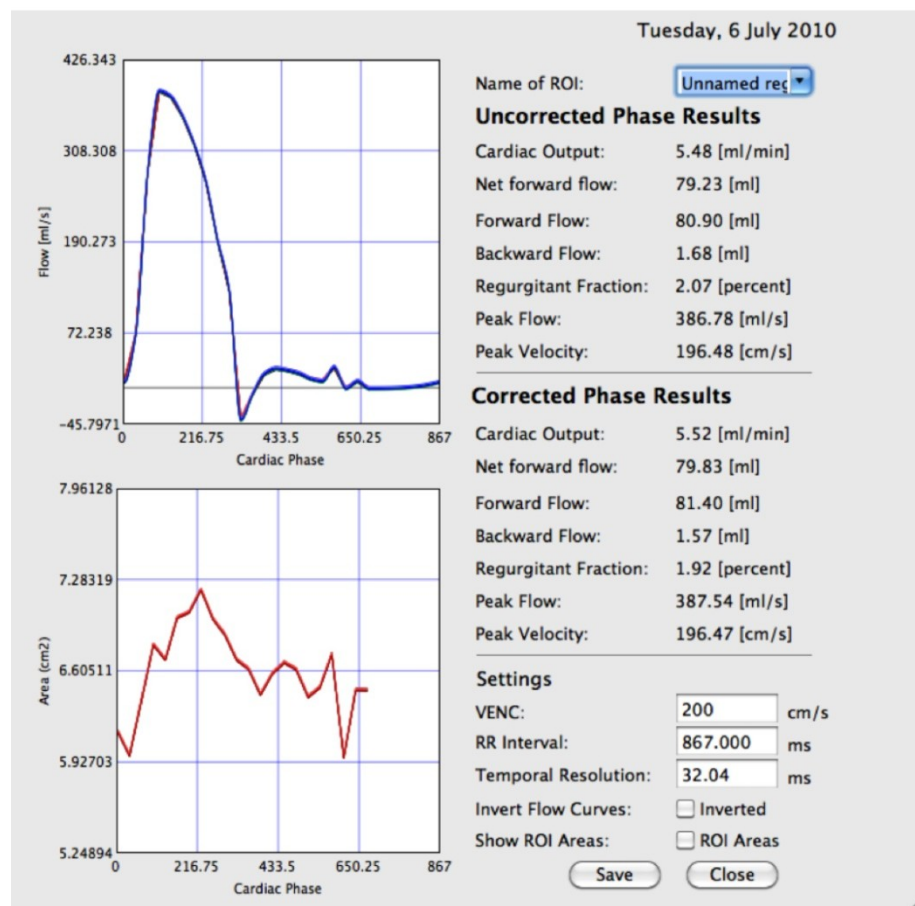 Tuesday, 6 July 2010
426.343
308.308
190.273
72.238
-45.7971
Flow [ml/s]
0 216.75 433.5 650.25 867
Cardiac Phase
7.96128
7.28319
6.60511
5.92703
5.24894
Area (cm2)
0 216.75 433.5 650.25 867
Cardiac Phase
Name of ROI: Unnamed reg
Uncorrected Phase Results
Cardiac Output: 5.48 [ml/min]
Net forward flow: 79.23 [ml]
Forward Flow: 80.90 [ml]
Backward Flow: 1.68 [ml]
Regurgitant Fraction: 2.07 [percent]
Peak Flow: 386.78 [ml/s]
Peak Velocity: 196.48 [cm/s]
Corrected Phase Results
Cardiac Output: 5.52 [ml/min]
Net forward flow: 79.83 [ml]
Forward Flow: 81.40 [ml]
Backward Flow: 1.57 [ml]
Regurgitant Fraction: 1.92 [percent]
Peak Flow: 387.54 [ml/s]
Peak Velocity: 196.47 [cm/s]
Settings
VENC: 200 cm/s
RR Interval: 867.000 ms
Temporal Resolution: 32.04 ms
Invert Flow Curves: Inverted
Show ROI Areas: ROI Areas
Save Close